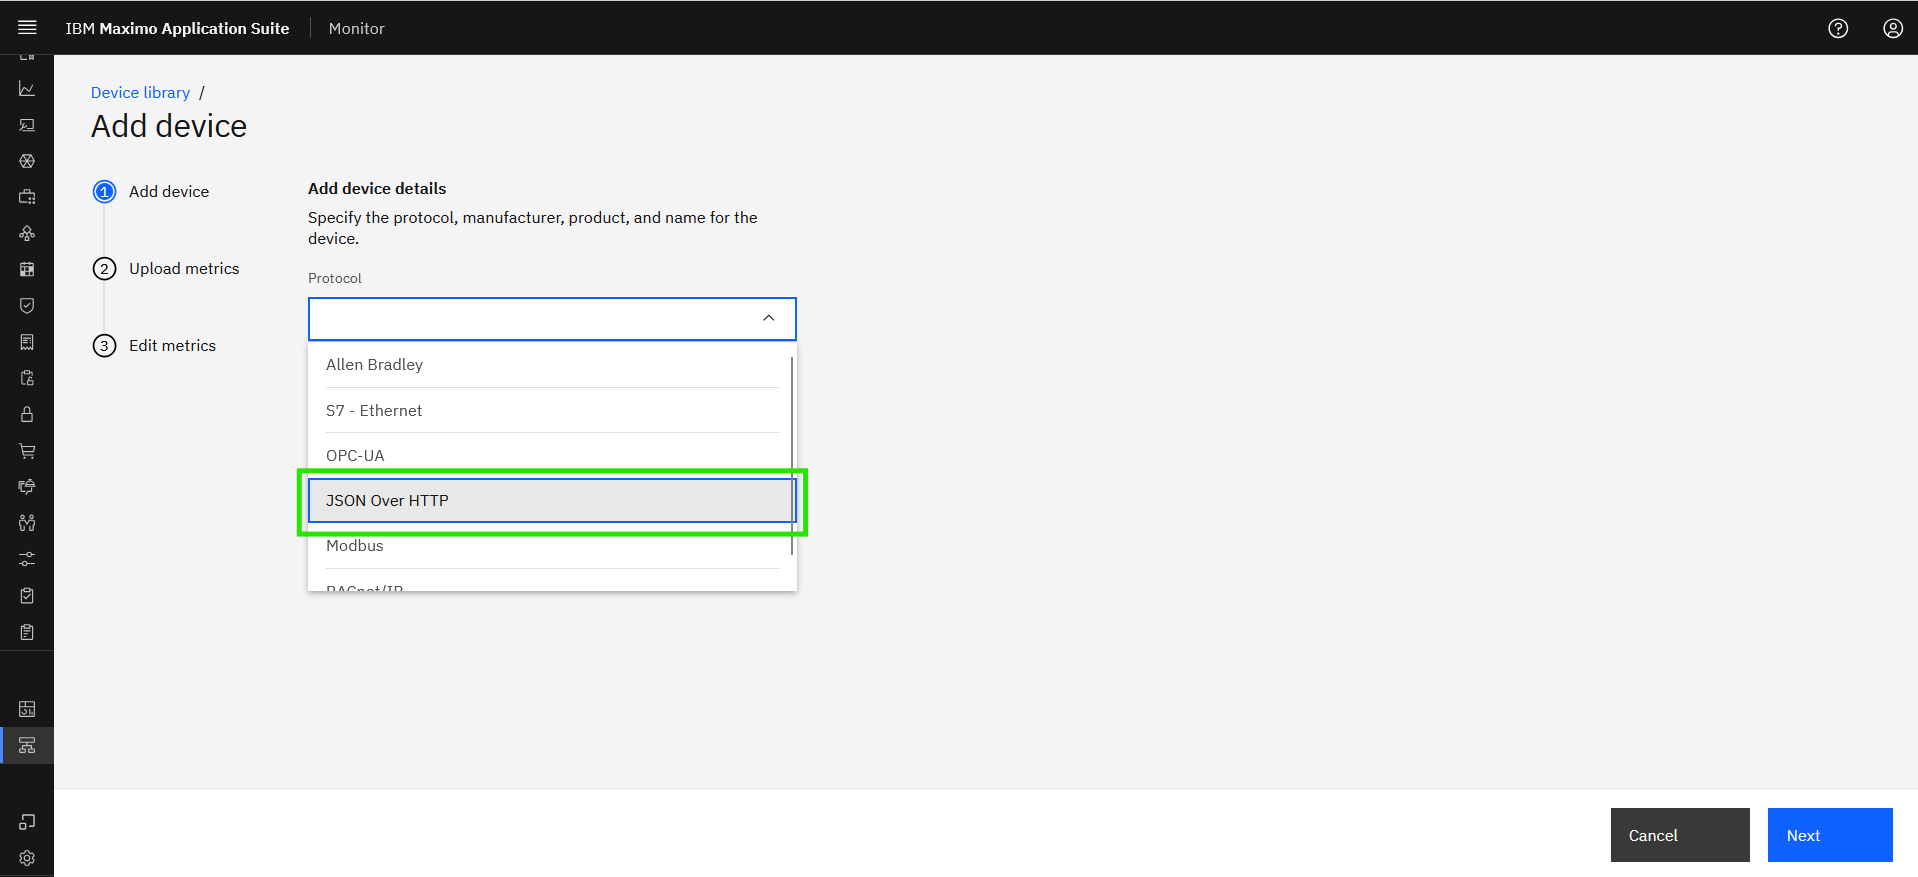 IBM Maximo Application Suite Monitor
Device library /
Add device
1 Add device
2 Upload metrics
3 Edit metrics
Add device details
Specify the protocol, manufacturer, product, and name for the
device.
Protocol
Allen Bradley
S7 - Ethernet
OPC-UA
JSON Over HTTP
Modbus
BACnet/IP
Cancel
Next